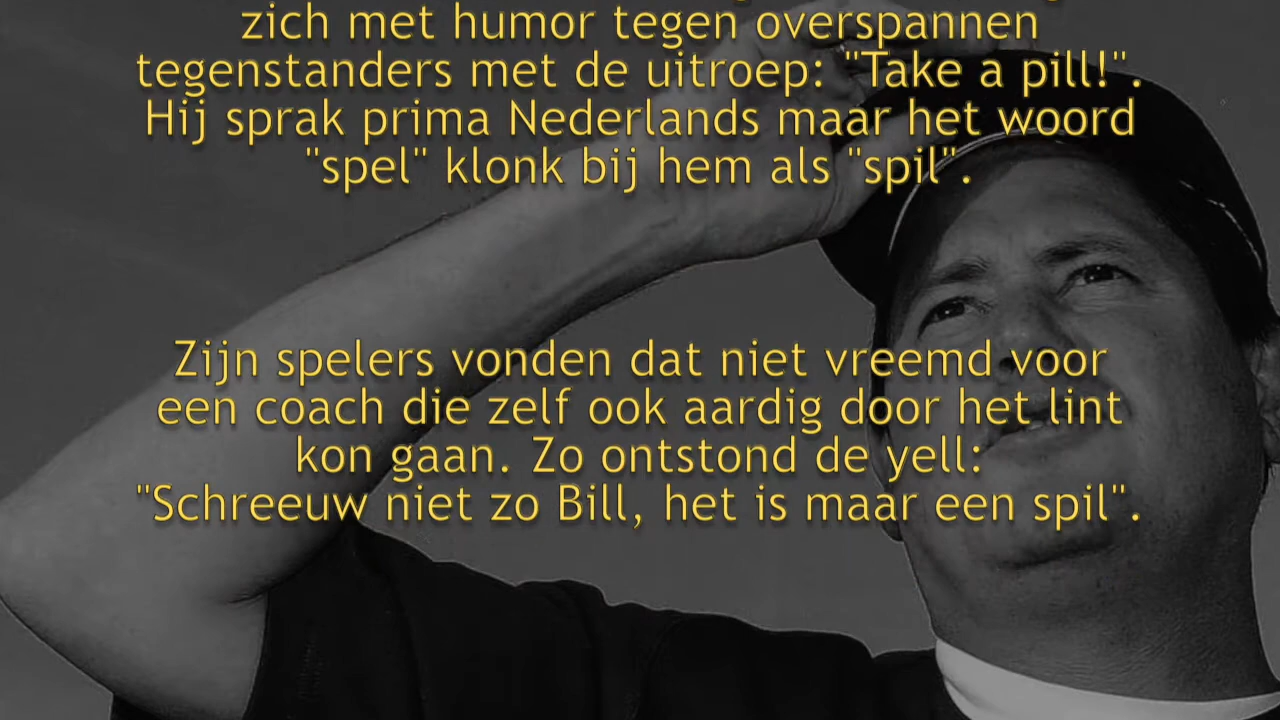 zich met humor tegen overspannen
tegenstanders met de uitroep: "Take a pill!".
Hij sprak prima Nederlands maar het woord
"spel" klonk bij hem als "spil".
Zijn spelers vonden dat niet vreemd voor
een coach die zelf ook aardig door het lint
kon gaan. Zo ontstond de yell:
"Schreeuw niet zo Bill, het is maar een spil".